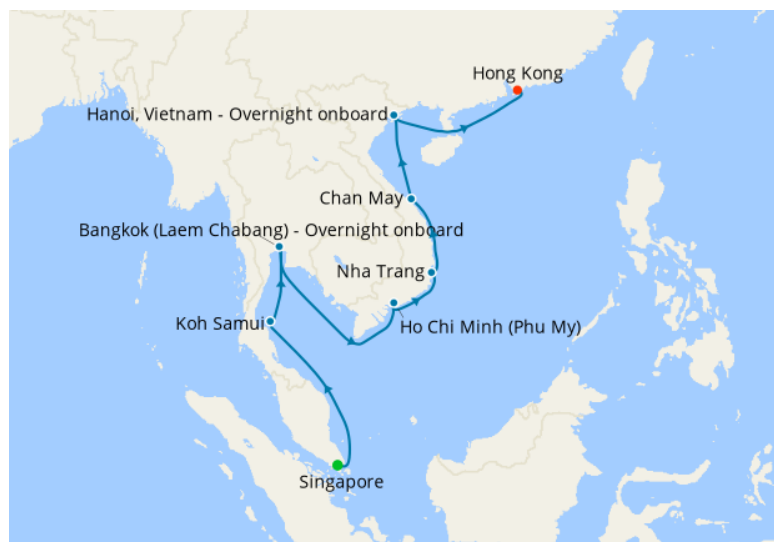 Hong Kong
Hanoi, Vietnam - Overnight onboard
Chan May
Bangkok (Laem Chabang) - Overnight onboard
Nha Trang
Koh Samui
Ho Chi Minh (Phu My)
Singapore